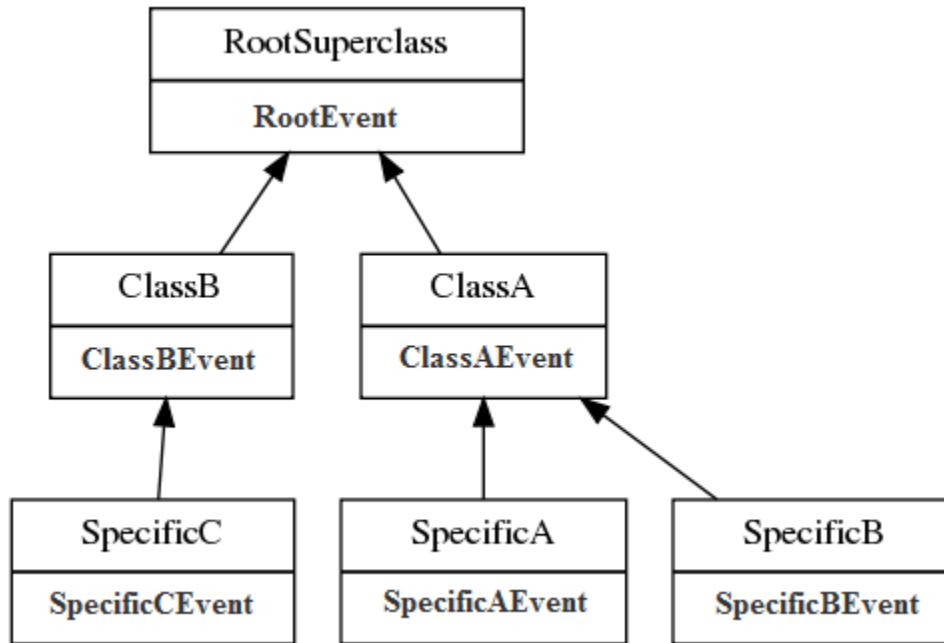 RootSuperclass
RootEvent
ClassB
ClassBEvent
ClassA
ClassAEvent
SpecificC
SpecificCEvent
SpecificA
SpecificAEvent
SpecificB
SpecificBEvent